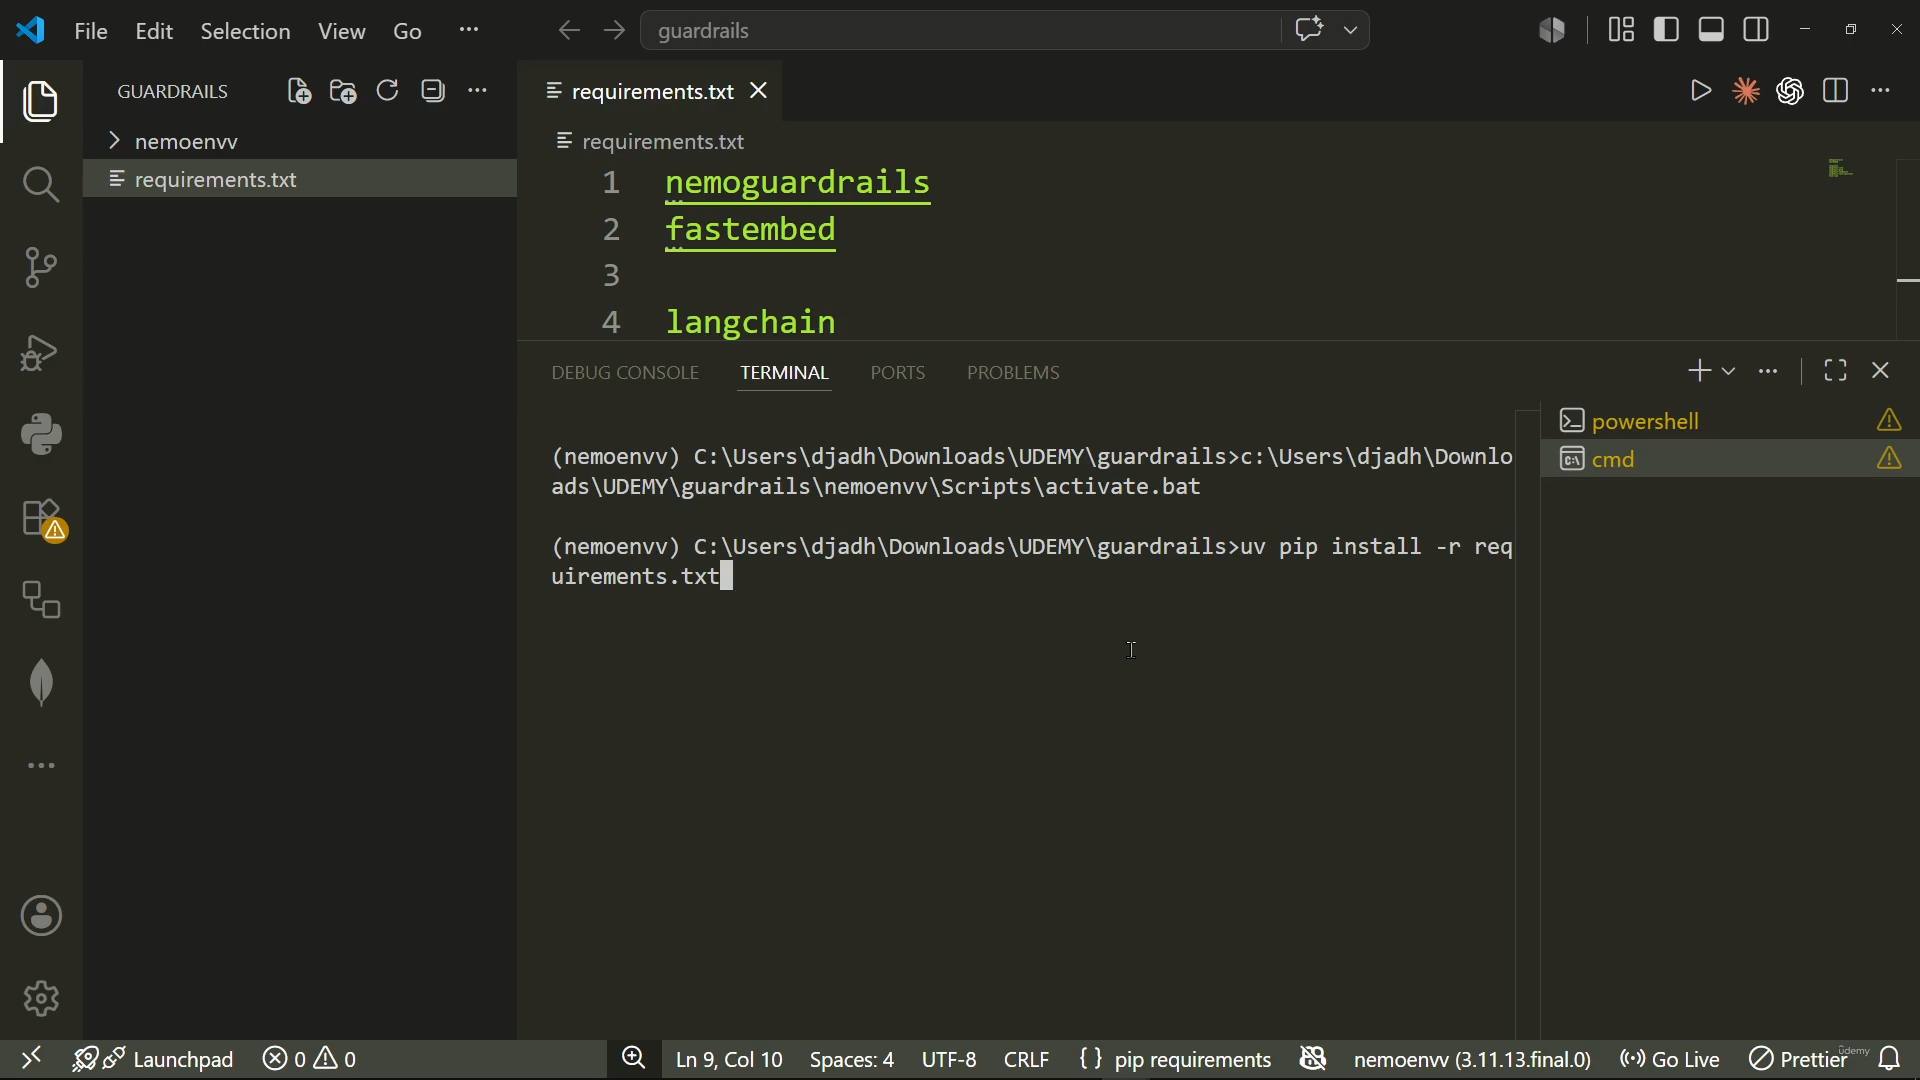 File Edit Selection View Go
guardrails
GUARDRAILS
nemoenvv
requirements.txt
requirements.txt
requirements.txt
1 nemoguardrails
2 fastembed
3
4 langchain
DEBUG CONSOLE TERMINAL PORTS PROBLEMS
powershell
cmd
(nemoenvv) C:\Users\djadh\Downloads\UDEMY\guardrails>c:\Users\djadh\Downlo
ads\UDEMY\guardrails\nemoenvv\Scripts\activate.bat
(nemoenvv) C:\Users\djadh\Downloads\UDEMY\guardrails>uv pip install -r req
uirements.txt
Launchpad 0 0 Ln 9, Col 10 Spaces: 4 UTF-8 CRLF { } pip requirements nemoenvv (3.11.13.final.0) Go Live Prettier
udemy